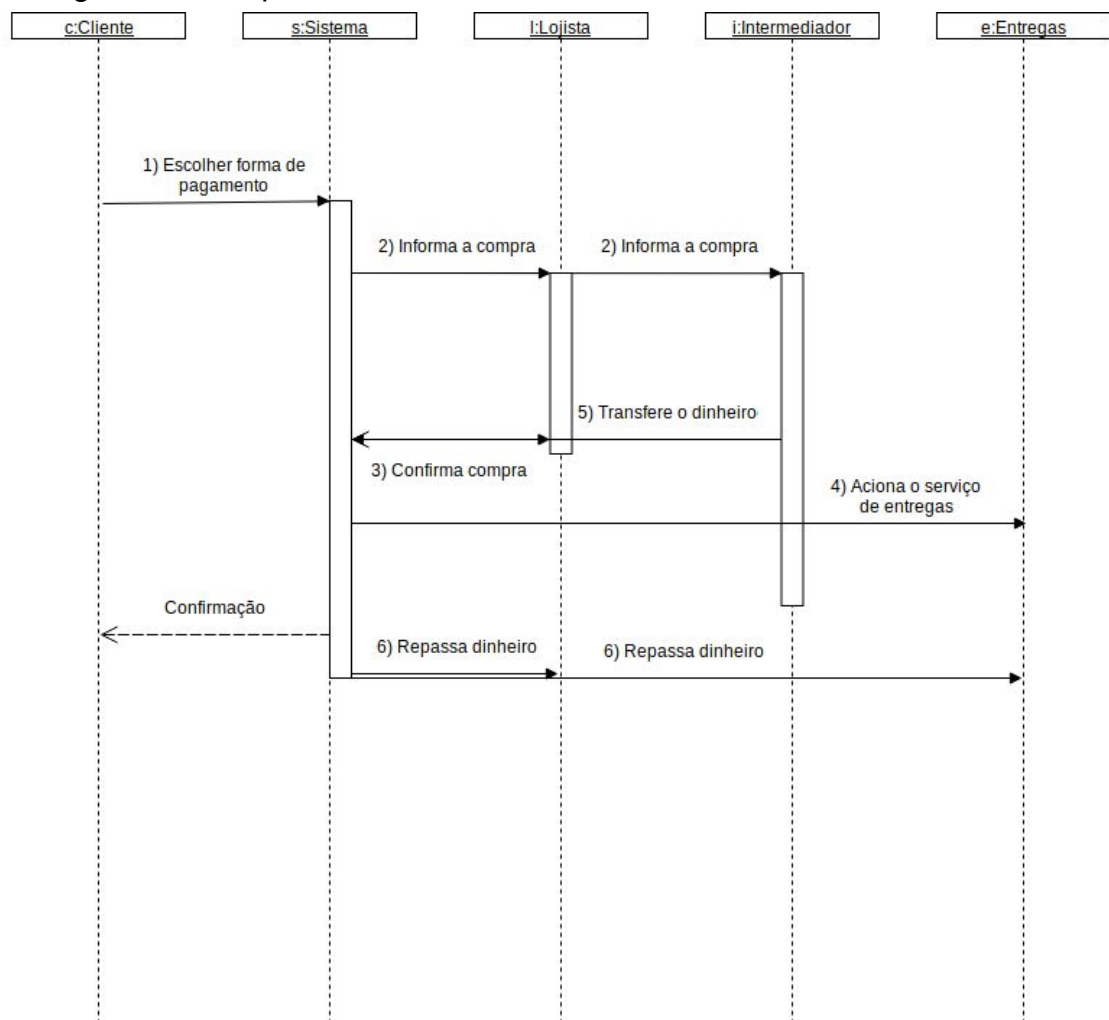 c:Cliente
s:Sistema
l:Lojista
i:Intermediador
e:Entregas
1) Escolher forma de
pagamento
2) Informa a compra
2) Informa a compra
5) Transfere o dinheiro
3) Confirma compra
4) Aciona o serviço
de entregas
Confirmação
6) Repassa dinheiro
6) Repassa dinheiro